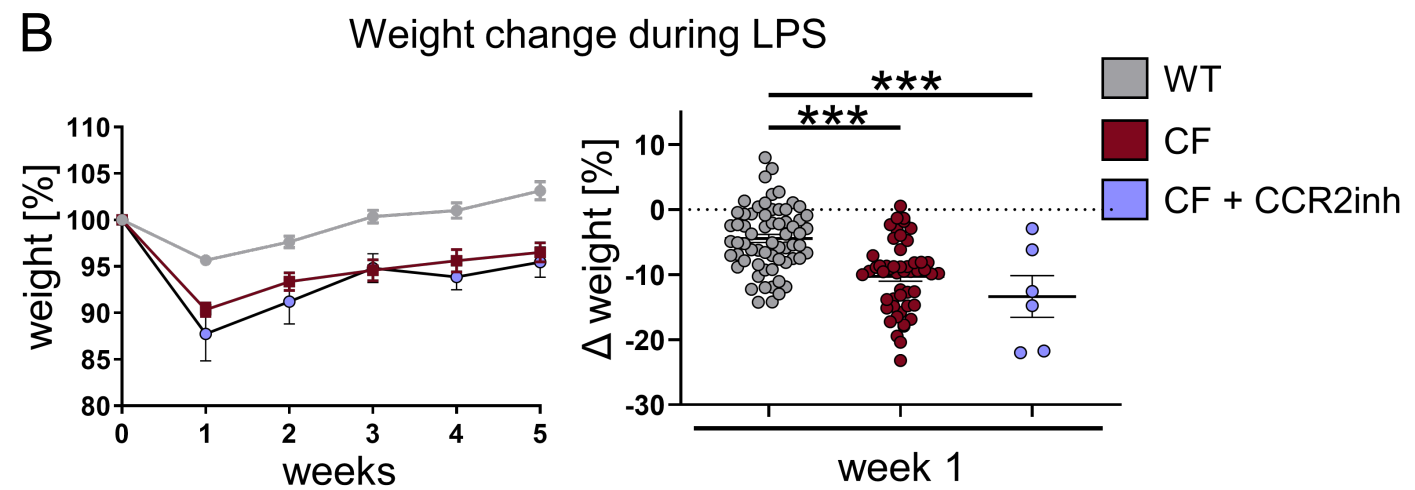 B
Weight change during LPS
WT
CF
CF + CCR2inh
weight [%]
110
105
100
95
90
85
80
0 1 2 3 4 5
weeks
Δ weight [%]
10
0
-10
-20
-30
***
***
week 1